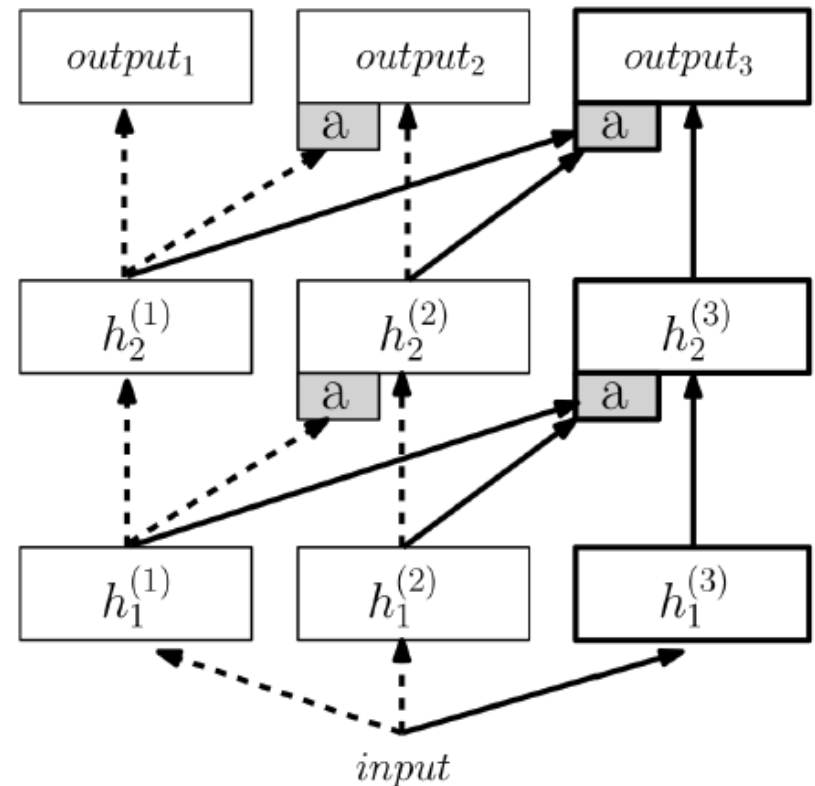 output₁ output₂ output₃
a a
h₂⁽¹⁾ h₂⁽²⁾ h₂⁽³⁾
a a
h₁⁽¹⁾ h₁⁽²⁾ h₁⁽³⁾
input